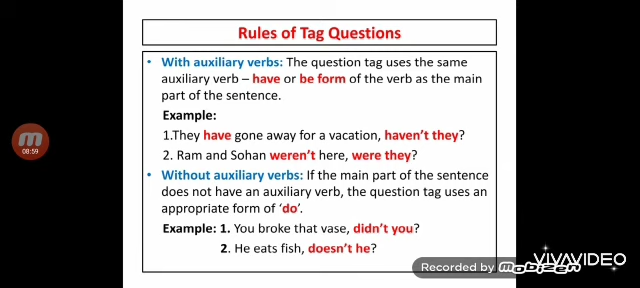 Rules of Tag Questions
• With auxiliary verbs: The question tag uses the same
auxiliary verb – have or be form of the verb as the main
part of the sentence.
Example:
1.They have gone away for a vacation, haven't they?
2. Ram and Sohan weren't here, were they?
• Without auxiliary verbs: If the main part of the sentence
does not have an auxiliary verb, the question tag uses an
appropriate form of 'do'.
Example: 1. You broke that vase, didn't you?
2. He eats fish, doesn't he?
08:59
VIVAVIDEO
Recorded by mobizen